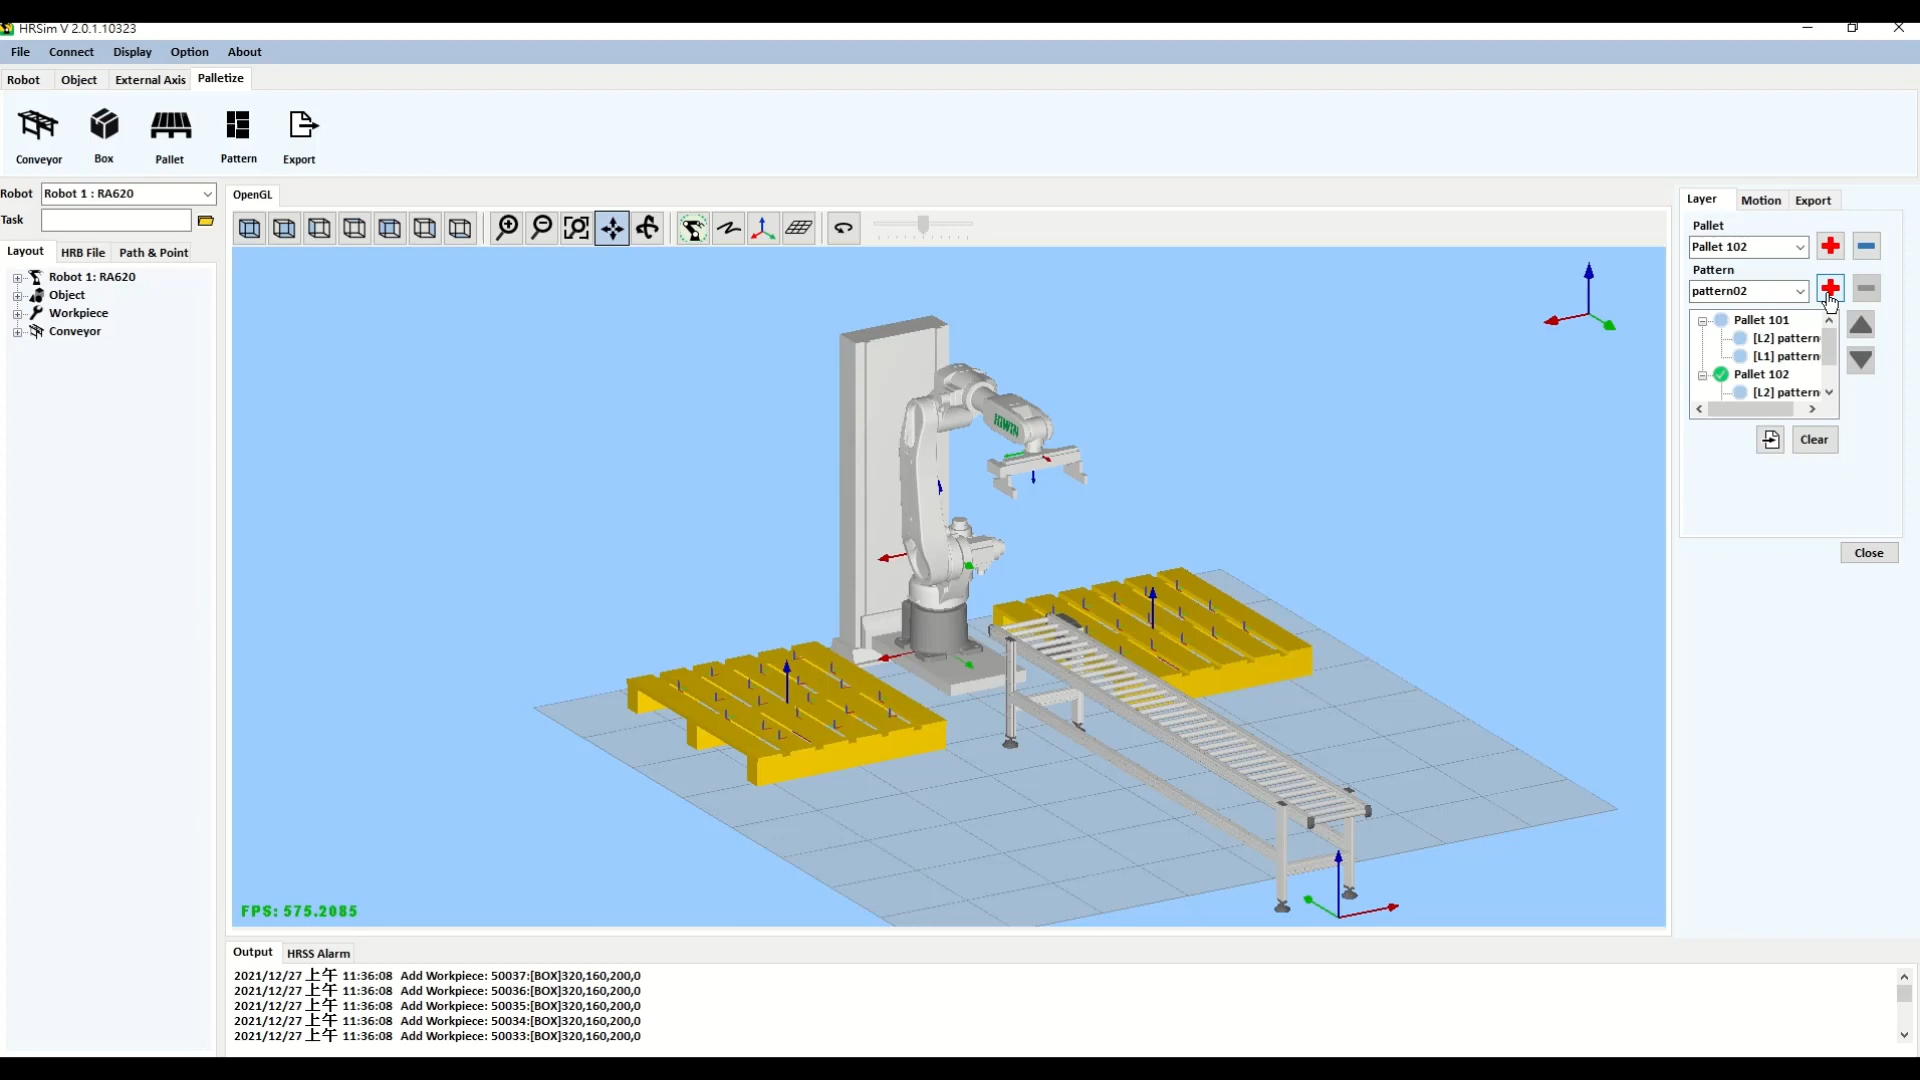 HRSim V 2.0.1.10323
File Connect Display Option About
Robot Object External Axis Palletize
Conveyor Box Pallet Pattern Export
Robot Robot 1 : RA620
Task
Layout HRB File Path & Point
Robot 1: RA620
Object
Workpiece
Conveyor
OpenGL
HIWIN
FPS: 575.2085
Layer Motion Export
Pallet
Pallet 102
Pattern
pattern02
Pallet 101
[L2] pattern
[L1] pattern
Pallet 102
[L2] pattern
Clear
Close
Output HRSS Alarm
2021/12/27 上午 11:36:08 Add Workpiece: 50037:[BOX]320,160,200,0
2021/12/27 上午 11:36:08 Add Workpiece: 50036:[BOX]320,160,200,0
2021/12/27 上午 11:36:08 Add Workpiece: 50035:[BOX]320,160,200,0
2021/12/27 上午 11:36:08 Add Workpiece: 50034:[BOX]320,160,200,0
2021/12/27 上午 11:36:08 Add Workpiece: 50033:[BOX]320,160,200,0